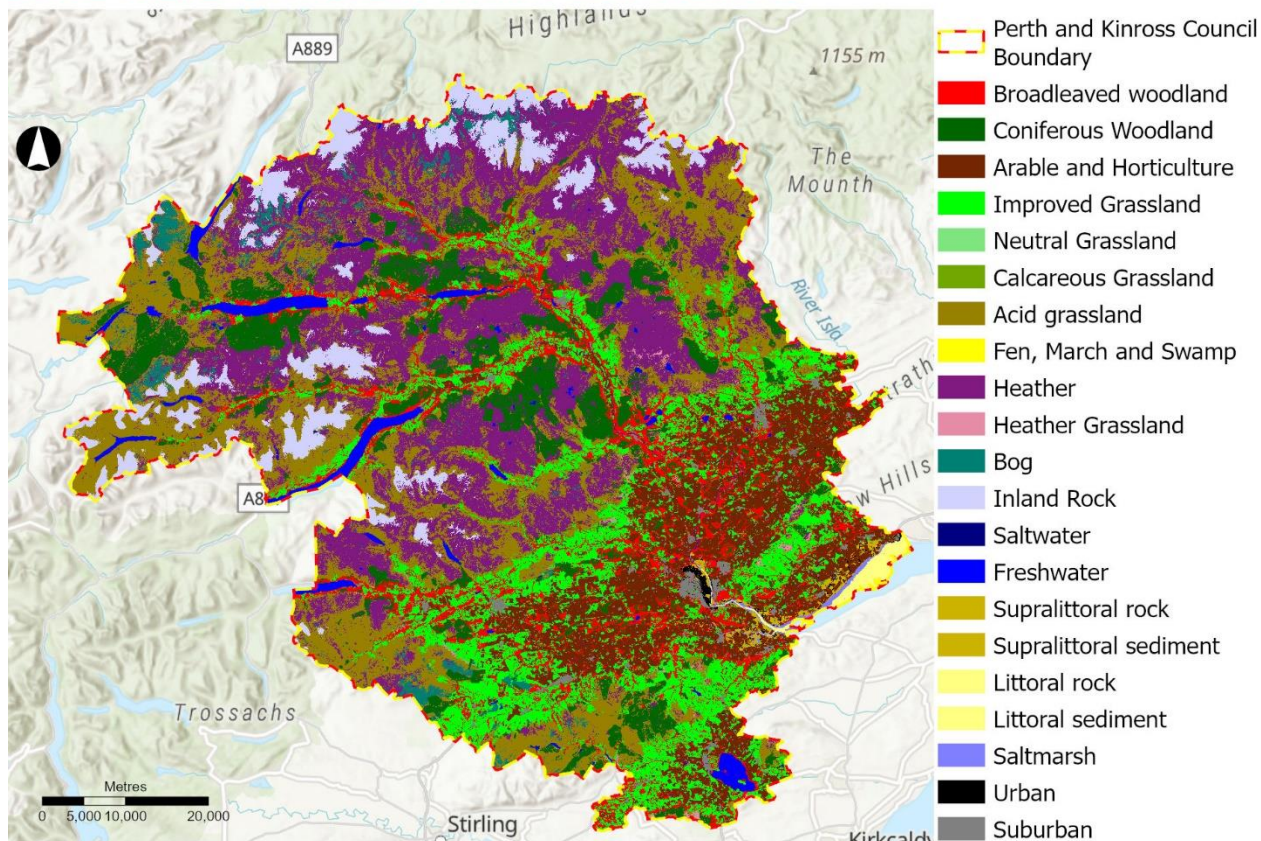 Highlands
A889
1155 m
The
Mounth
River Isla
Strath
A8
Hills
Trossachs
Metres
0 5,000 10,000 20,000
Stirling
Kirkcaldy
Perth and Kinross Council
Boundary
Broadleaved woodland
Coniferous Woodland
Arable and Horticulture
Improved Grassland
Neutral Grassland
Calcareous Grassland
Acid grassland
Fen, March and Swamp
Heather
Heather Grassland
Bog
Inland Rock
Saltwater
Freshwater
Supralittoral rock
Supralittoral sediment
Littoral rock
Littoral sediment
Saltmarsh
Urban
Suburban